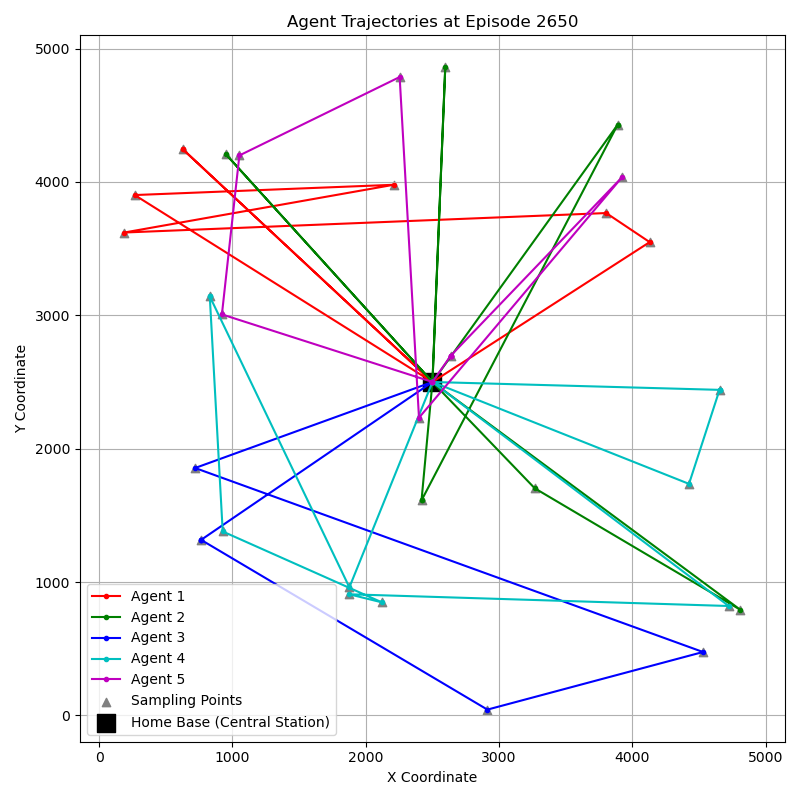 Agent Trajectories at Episode 2650
Y Coordinate
5000
4000
3000
2000
1000
0
Agent 1
Agent 2
Agent 3
Agent 4
Agent 5
Sampling Points
Home Base (Central Station)
0 1000 2000 3000 4000 5000
X Coordinate